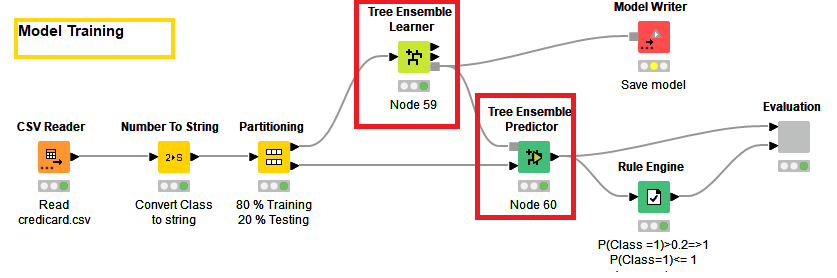 Model Training
Tree Ensemble
Learner
Node 59
Model Writer
Save model
CSV Reader
Read
credicard.csv
Number To String
2 S
Convert Class
to string
Partitioning
80 % Training
20 % Testing
Tree Ensemble
Predictor
Node 60
Rule Engine
P(Class =1)>0.2=>1
P(Class=1)<= 1
Evaluation